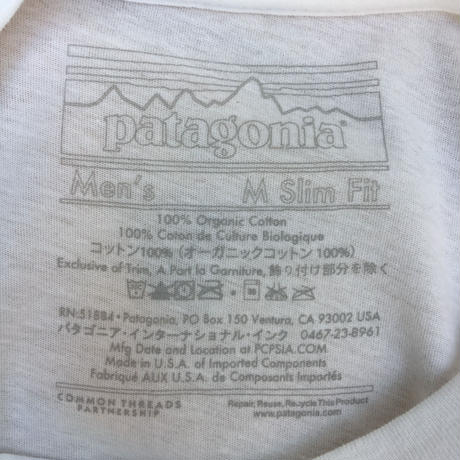 patagonia®
Men's M Slim Fit
100% Organic Cotton
100% Coton de Culture Biologique
コットン100% (オーガニックコットン 100%)
Exclusive of Trim, A Part la Garniture, 飾り付け部分を除く
RN:51884 • Patagonia, PO Box 150 Ventura, CA 93002 USA
パタゴニア・インターナショナル・インク 0467-23-8961
Mfg Date and Location at PCPSIA.COM
Made in U.S.A. of Imported Components
Fabriqué AUX U.S.A. de Composants Importés
COMMON THREADS
PARTNERSHIP
Repair, Reuse, Recycle This Product
www.patagonia.com